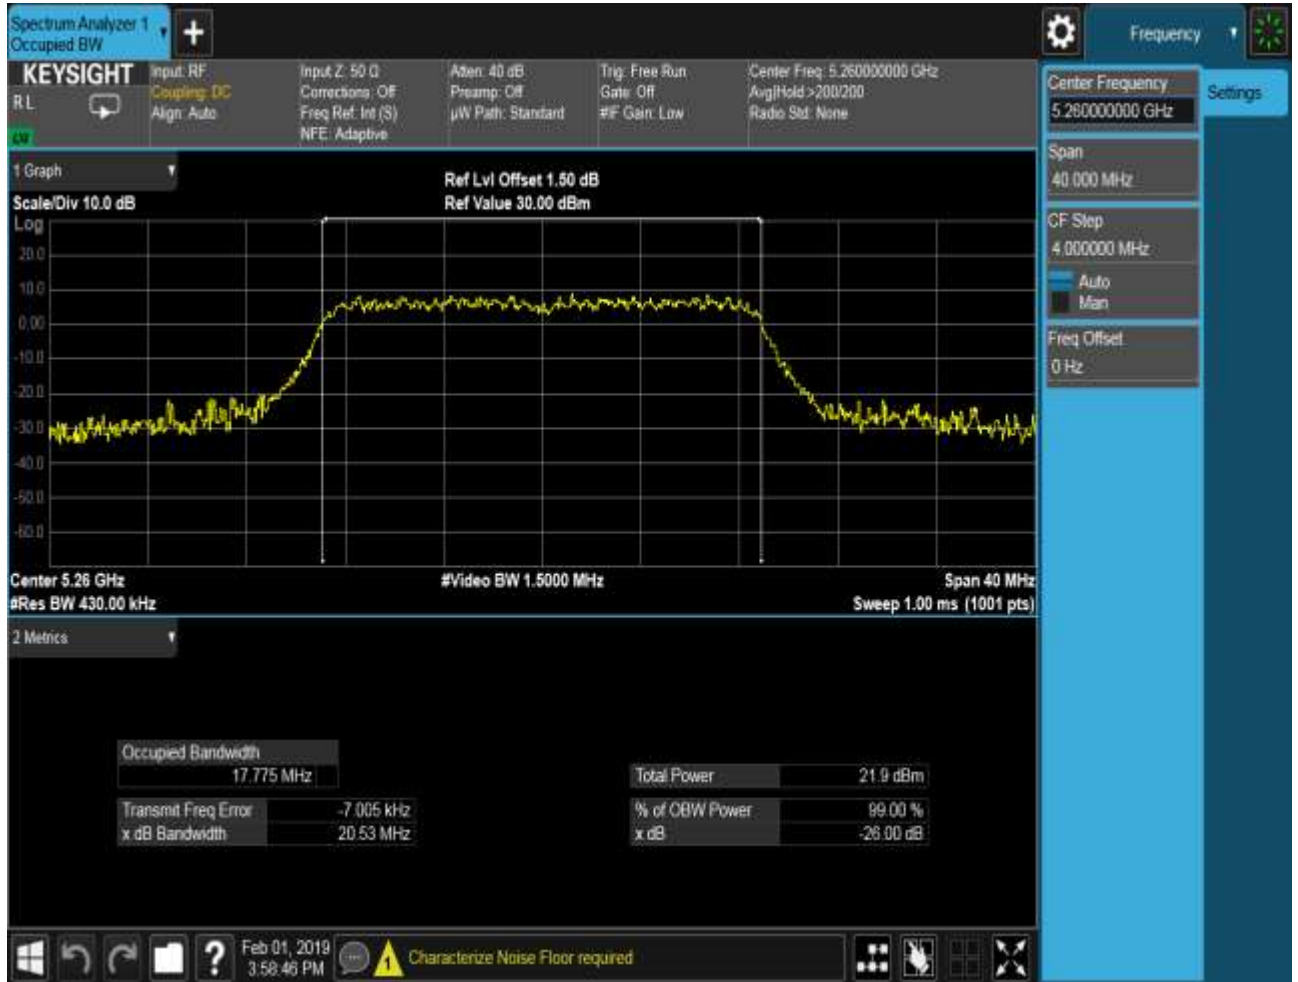 Spectrum Analyzer 1
Occupied BW
Frequency
KEYSIGHT
R L
Input: RF
Coupling: DC
Align: Auto
Input Z: 50 Ω
Corrections: Off
Freq Ref: Int (S)
NFE: Adaptive
Atten: 40 dB
Preamp: Off
µW Path: Standard
Trig: Free Run
Gate: Off
#IF Gain: Low
Center Freq: 5.260000000 GHz
Avg|Hold:>200/200
Radio Std: None
Center Frequency
5.260000000 GHz
Settings
Span
40.000 MHz
CF Step
4.000000 MHz
Auto
Man
Freq Offset
0 Hz
1 Graph
Scale/Div 10.0 dB
Ref Lvl Offset 1.50 dB
Ref Value 30.00 dBm
Log
20.0
10.0
0.00
-10.0
-20.0
-30.0
-40.0
-50.0
-60.0
Center 5.26 GHz
#Video BW 1.5000 MHz
Span 40 MHz
#Res BW 430.00 kHz
Sweep 1.00 ms (1001 pts)
2 Metrics
Occupied Bandwidth
17.775 MHz
Total Power 21.9 dBm
Transmit Freq Error -7.005 kHz
% of OBW Power 99.00 %
x dB Bandwidth 20.53 MHz
x dB -26.00 dB
?
Feb 01, 2019
3:58:46 PM
1
Characterize Noise Floor required